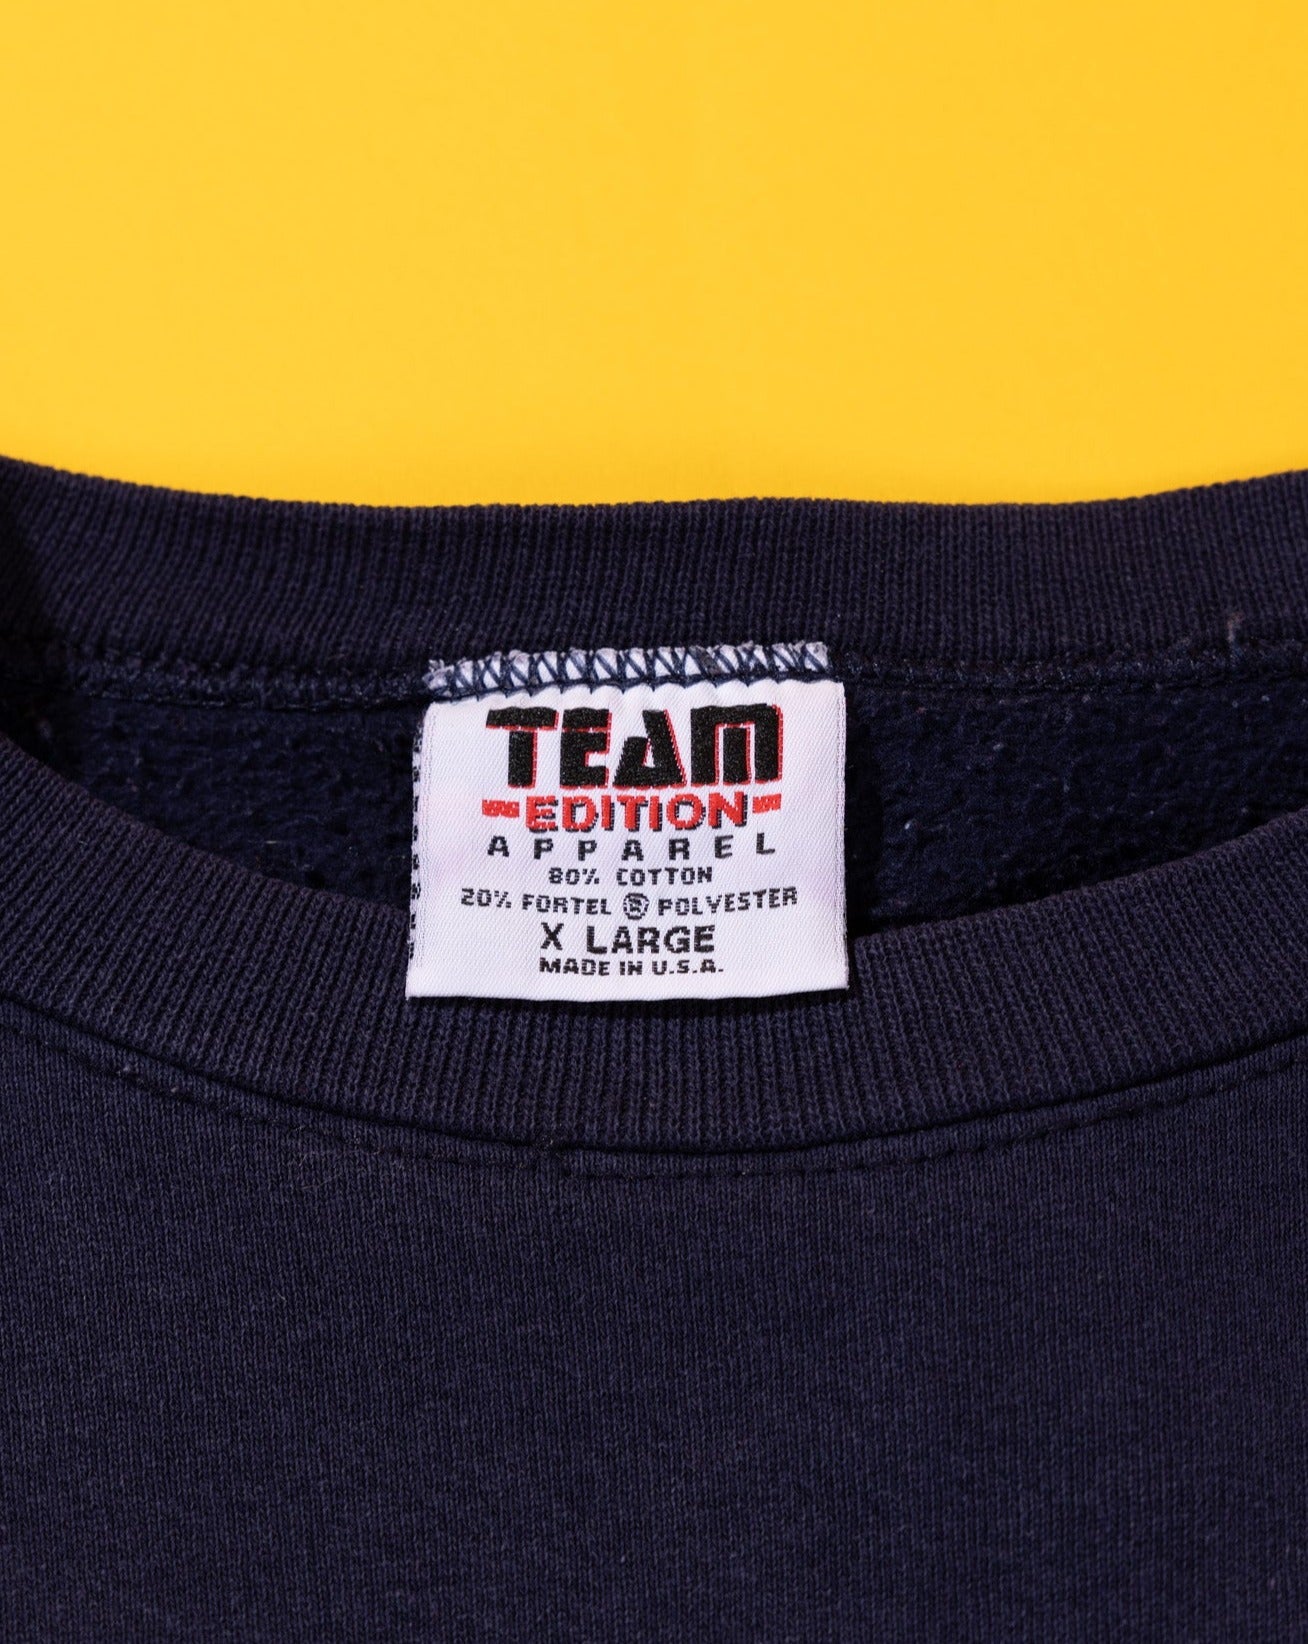 TEAM
EDITION
APPAREL
80% COTTON
20% FORTEL ® POLYESTER
X LARGE
MADE IN U.S.A.